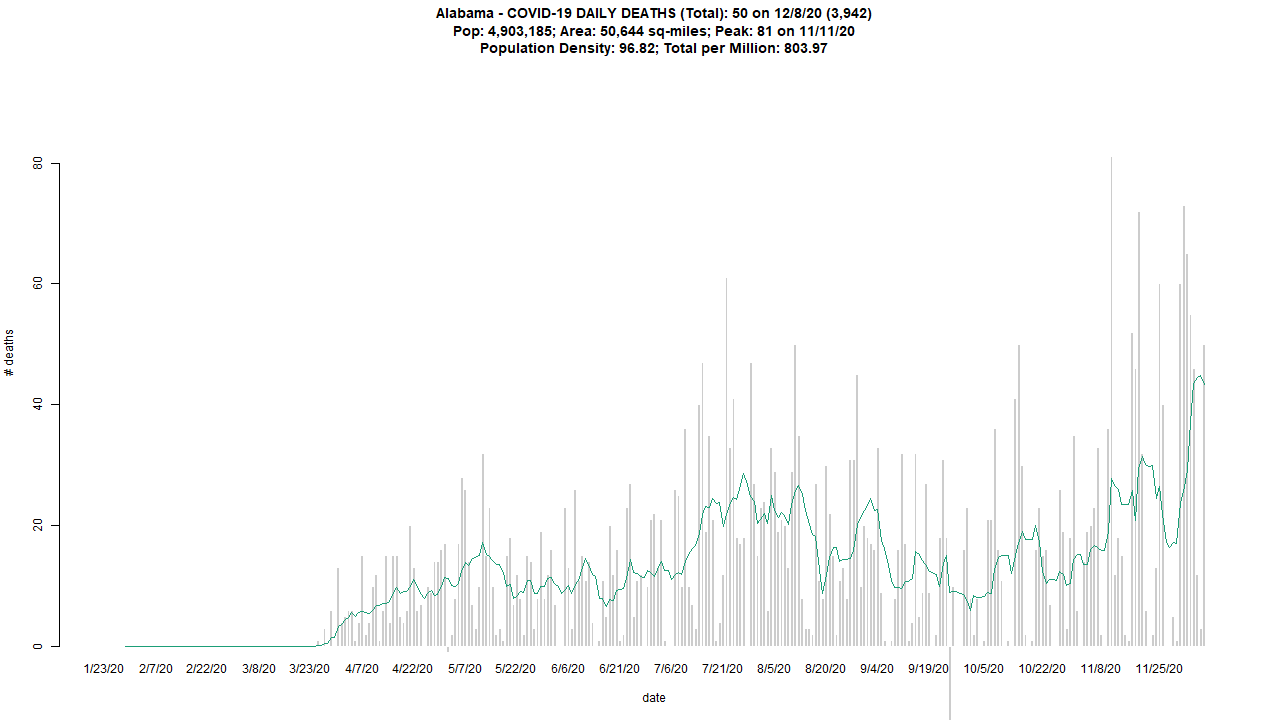 Alabama - COVID-19 DAILY DEATHS (Total): 50 on 12/8/20 (3,942)
Pop: 4,903,185; Area: 50,644 sq-miles; Peak: 81 on 11/11/20
Population Density: 96.82; Total per Million: 803.97
80
60
40
20
0
# deaths
1/23/20 2/7/20 2/22/20 3/8/20 3/23/20 4/7/20 4/22/20 5/7/20 5/22/20 6/6/20 6/21/20 7/6/20 7/21/20 8/5/20 8/20/20 9/4/20 9/19/20 10/5/20 10/22/20 11/8/20 11/25/20
date